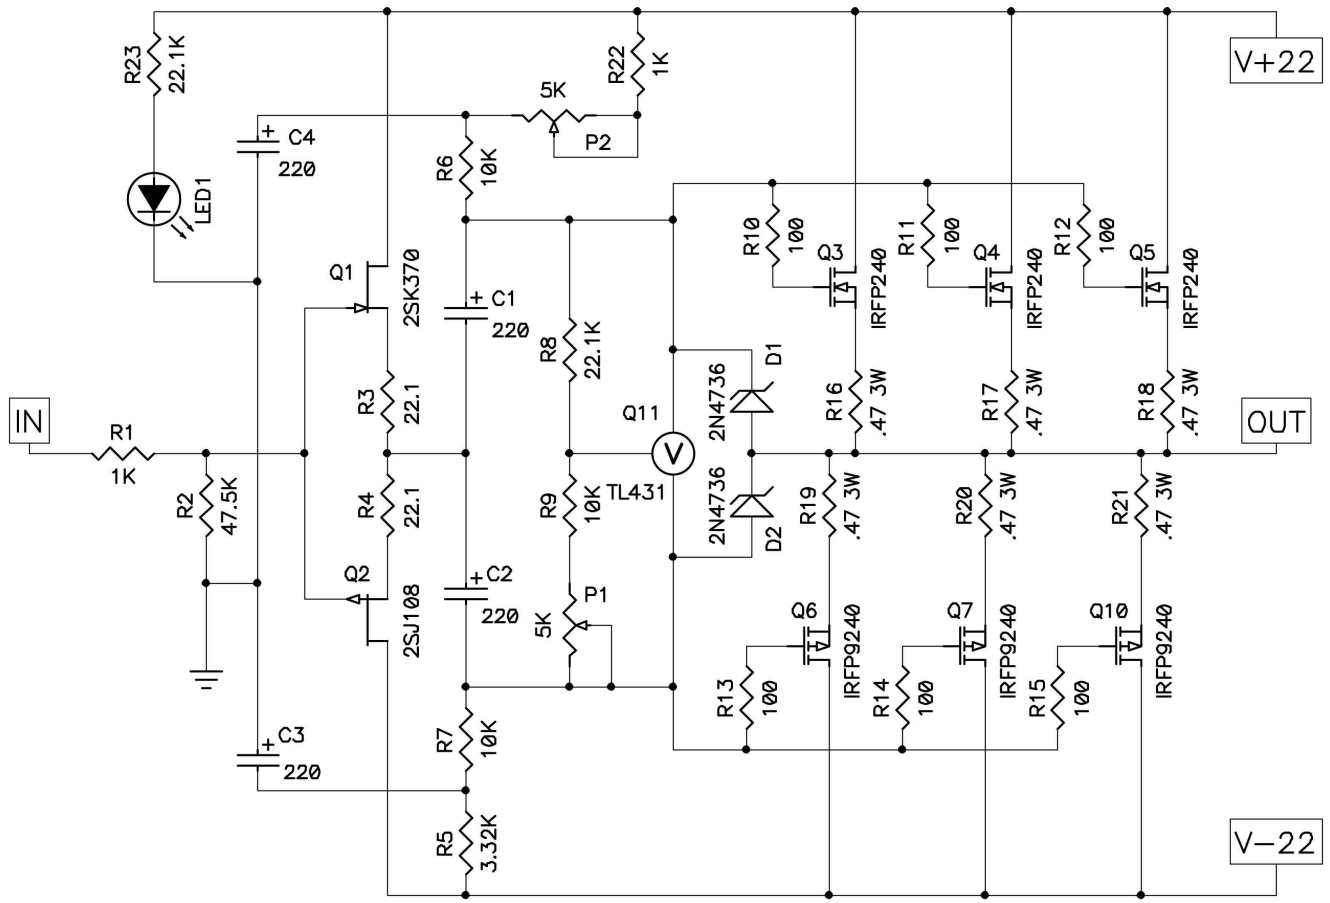 V+22
R23
22.1K
R22
1K
5K
P2
C4
+
220
R6
10K
LED1
R10
100
R11
100
R12
100
Q1
2SK370
+
C1
220
R8
22.1K
Q3
IRFP240
Q4
IRFP240
Q5
IRFP240
D1
2N4736
R3
22.1
R16
.47 3W
R17
.47 3W
R18
.47 3W
IN
R1
1K
Q11
V
TL431
OUT
R2
47.5K
R4
22.1
R9
10K
2N4736
D2
R19
.47 3W
R20
.47 3W
R21
.47 3W
Q2
2SJ108
+
C2
220
P1
5K
Q6
IRFP9240
Q7
IRFP9240
Q10
IRFP9240
R13
100
R14
100
R15
100
+
C3
220
R7
10K
R5
3.32K
V-22